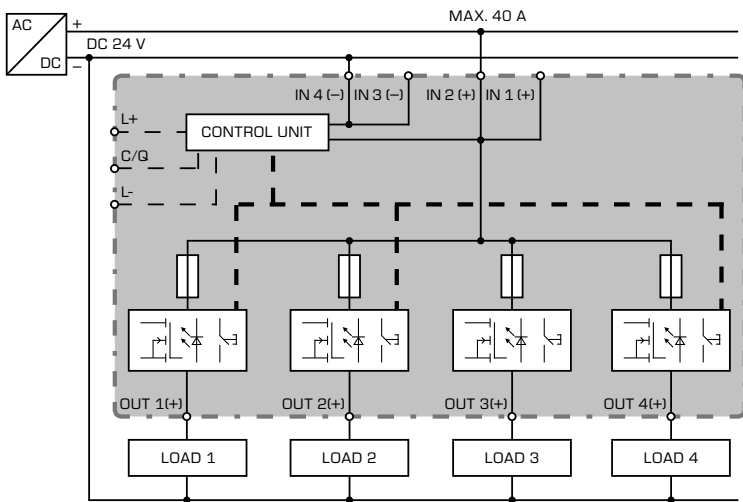 MAX. 40 A
AC
+
DC 24 V
DC
–
IN 4 (–) IN 3 (–) IN 2 (+) IN 1 (+)
L+
CONTROL UNIT
C/Q
L-
OUT 1(+) OUT 2(+) OUT 3(+) OUT 4(+)
LOAD 1 LOAD 2 LOAD 3 LOAD 4